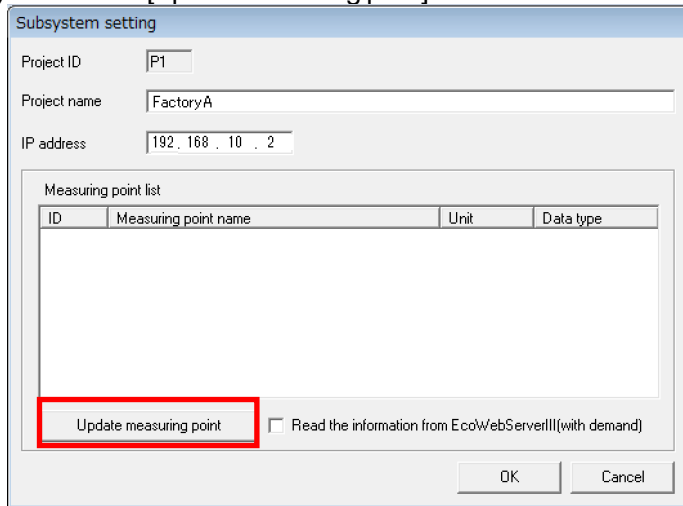 Subsystem setting
Project ID P1
Project name FactoryA
IP address 192 . 168 . 10 . 2
Measuring point list
ID Measuring point name Unit Data type
Update measuring point Read the information from EcoWebServerIII(with demand)
OK Cancel